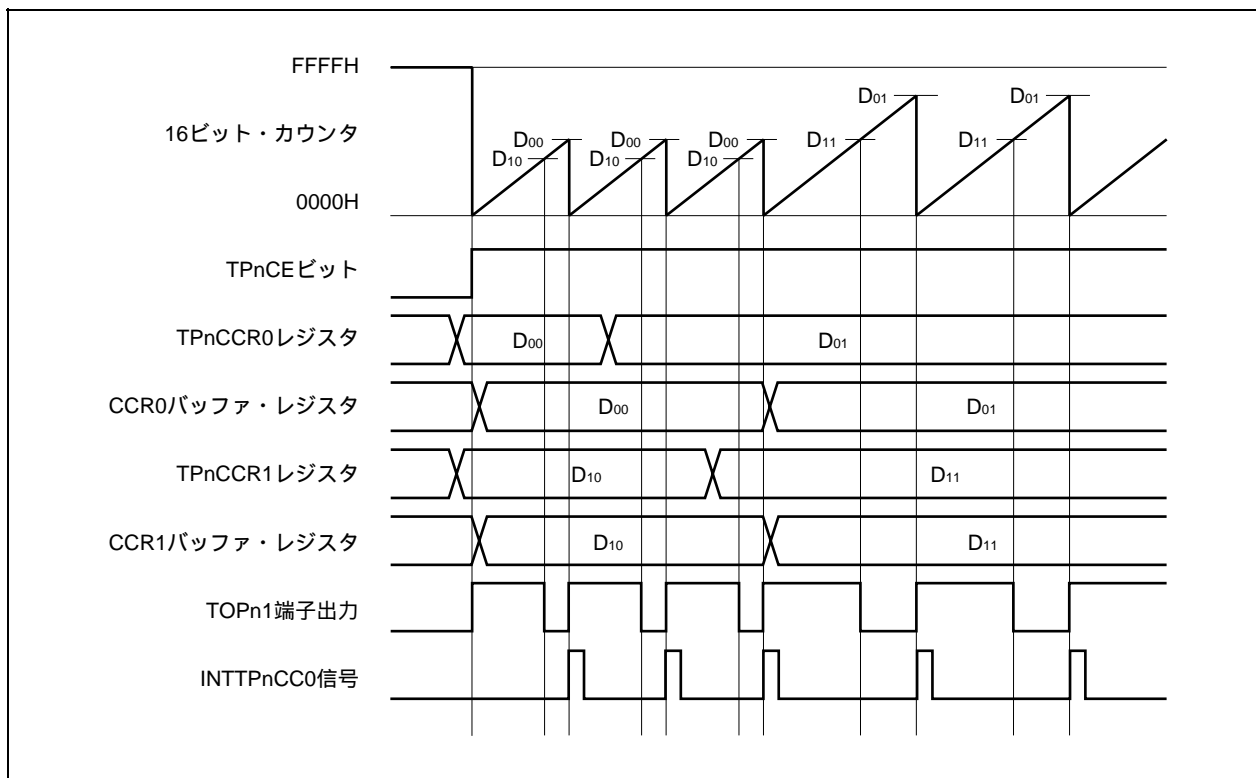 FFFFH
D01 D01
16ビット・カウンタ D00 D00 D00 D11 D11
D10 D10 D10
0000H
TPnCEビット
TPnCCR0レジスタ D00 D01
CCR0バッファ・レジスタ D00 D01
TPnCCR1レジスタ D10 D11
CCR1バッファ・レジスタ D10 D11
TOPn1端子出力
INTTPnCC0信号